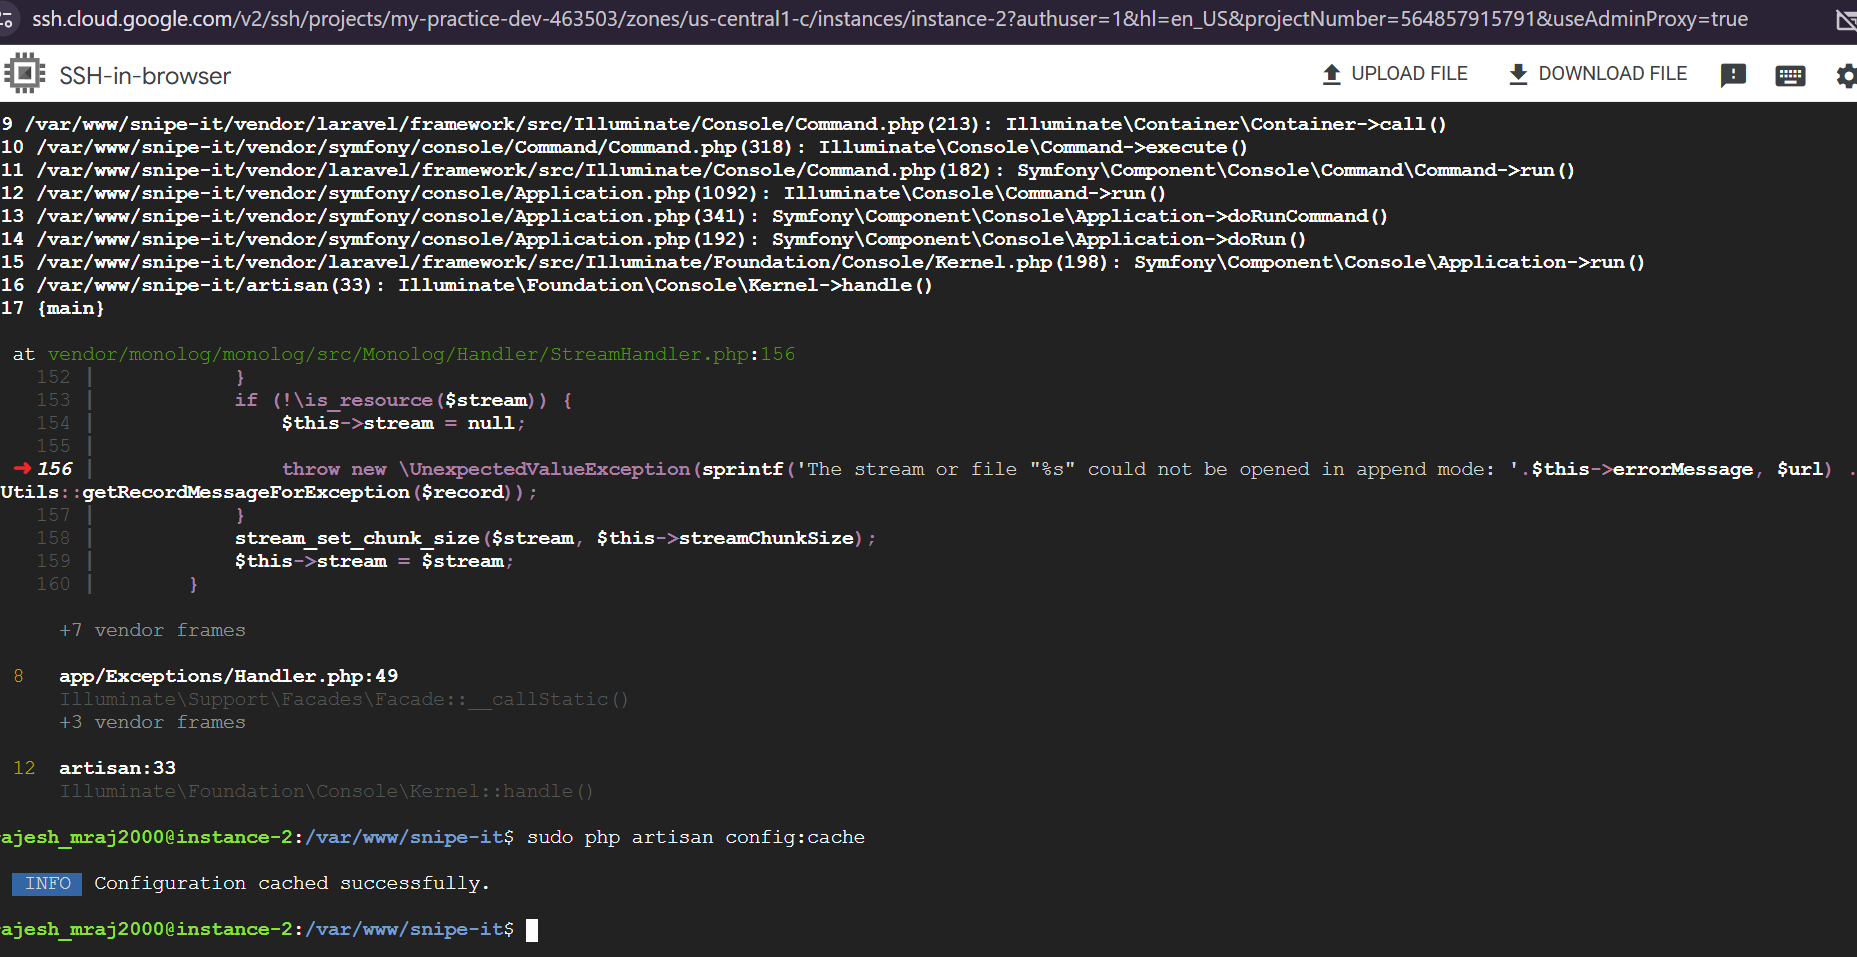 ssh.cloud.google.com/v2/ssh/projects/my-practice-dev-463503/zones/us-central1-c/instances/instance-2?authuser=1&hl=en_US&projectNumber=564857915791&useAdminProxy=true
SSH-in-browser
UPLOAD FILE
DOWNLOAD FILE
9 /var/www/snipe-it/vendor/laravel/framework/src/Illuminate/Console/Command.php(213): Illuminate\Container\Container->call()
10 /var/www/snipe-it/vendor/symfony/console/Command/Command.php(318): Illuminate\Console\Command->execute()
11 /var/www/snipe-it/vendor/laravel/framework/src/Illuminate/Console/Command.php(182): Symfony\Component\Console\Command\Command->run()
12 /var/www/snipe-it/vendor/symfony/console/Application.php(1092): Illuminate\Console\Command->run()
13 /var/www/snipe-it/vendor/symfony/console/Application.php(341): Symfony\Component\Console\Application->doRunCommand()
14 /var/www/snipe-it/vendor/symfony/console/Application.php(192): Symfony\Component\Console\Application->doRun()
15 /var/www/snipe-it/vendor/laravel/framework/src/Illuminate/Foundation/Console/Kernel.php(198): Symfony\Component\Console\Application->run()
16 /var/www/snipe-it/artisan(33): Illuminate\Foundation\Console\Kernel->handle()
17 {main}
at vendor/monolog/monolog/src/Monolog/Handler/StreamHandler.php:156
152 | }
153 | if (!\is_resource($stream)) {
154 | $this->stream = null;
155 |
➜ 156 | throw new \UnexpectedValueException(sprintf('The stream or file "%s" could not be opened in append mode: '.$this->errorMessage, $url) .
Utils::getRecordMessageForException($record));
157 | }
158 | stream_set_chunk_size($stream, $this->streamChunkSize);
159 | $this->stream = $stream;
160 | }
+7 vendor frames
8 app/Exceptions/Handler.php:49
Illuminate\Support\Facades\Facade::__callStatic()
+3 vendor frames
12 artisan:33
Illuminate\Foundation\Console\Kernel::handle()
ajesh_mraj2000@instance-2:/var/www/snipe-it$ sudo php artisan config:cache
INFO Configuration cached successfully.
ajesh_mraj2000@instance-2:/var/www/snipe-it$